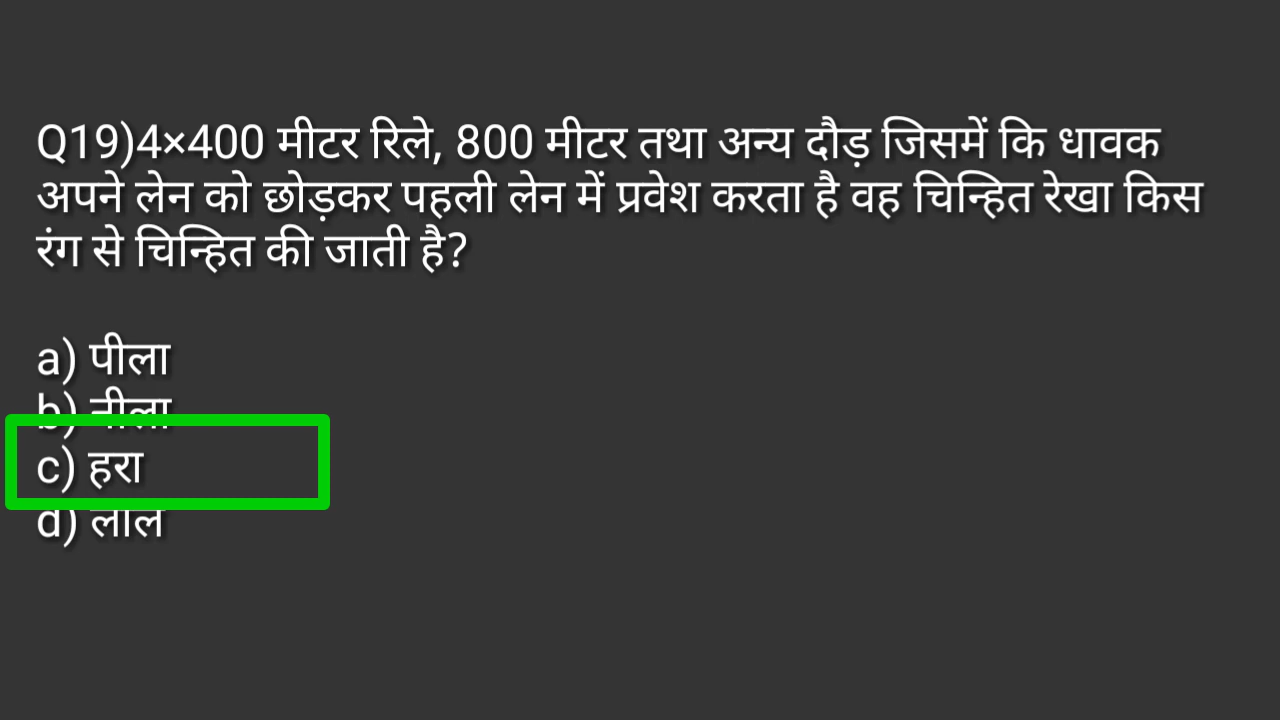 Q19)4×400 मीटर रिले, 800 मीटर तथा अन्य दौड़ जिसमें कि धावक
अपने लेन को छोड़कर पहली लेन में प्रवेश करता है वह चिन्हित रेखा किस
रंग से चिन्हित की जाती है?
a) पीला
b) नीला
c) हरा
d) लाल